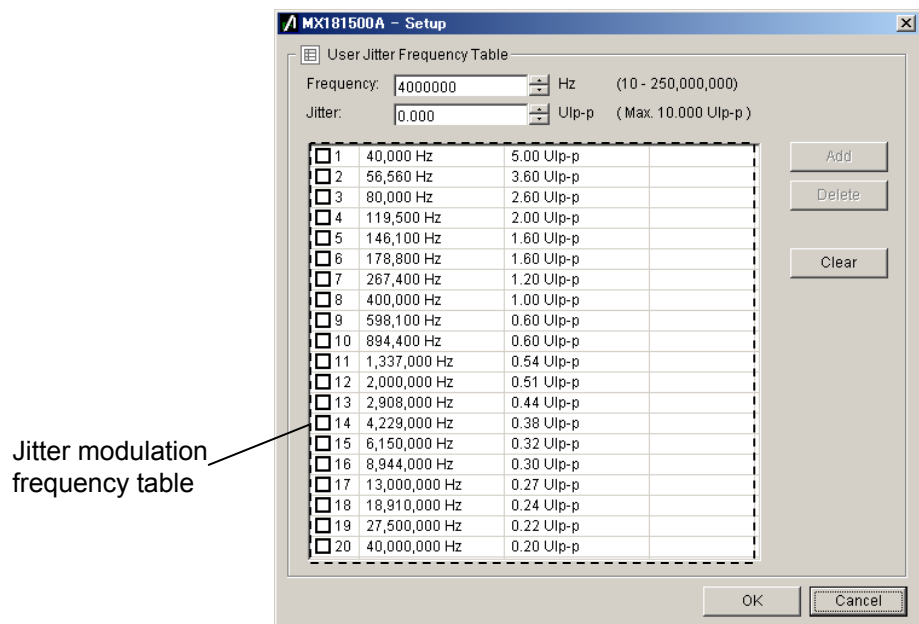 MX181500A - Setup
User Jitter Frequency Table
Frequency: 4000000 Hz (10 - 250,000,000)
Jitter: 0.000 UIp-p ( Max. 10.000 UIp-p )
1 40,000 Hz 5.00 UIp-p
2 56,560 Hz 3.60 UIp-p
3 80,000 Hz 2.60 UIp-p
4 119,500 Hz 2.00 UIp-p
5 146,100 Hz 1.60 UIp-p
6 178,800 Hz 1.60 UIp-p
7 267,400 Hz 1.20 UIp-p
8 400,000 Hz 1.00 UIp-p
9 598,100 Hz 0.60 UIp-p
10 894,400 Hz 0.60 UIp-p
11 1,337,000 Hz 0.54 UIp-p
12 2,000,000 Hz 0.51 UIp-p
13 2,908,000 Hz 0.44 UIp-p
14 4,229,000 Hz 0.38 UIp-p
15 6,150,000 Hz 0.32 UIp-p
16 8,944,000 Hz 0.30 UIp-p
17 13,000,000 Hz 0.27 UIp-p
18 18,910,000 Hz 0.24 UIp-p
19 27,500,000 Hz 0.22 UIp-p
20 40,000,000 Hz 0.20 UIp-p
Add
Delete
Clear
Jitter modulation
frequency table
OK
Cancel